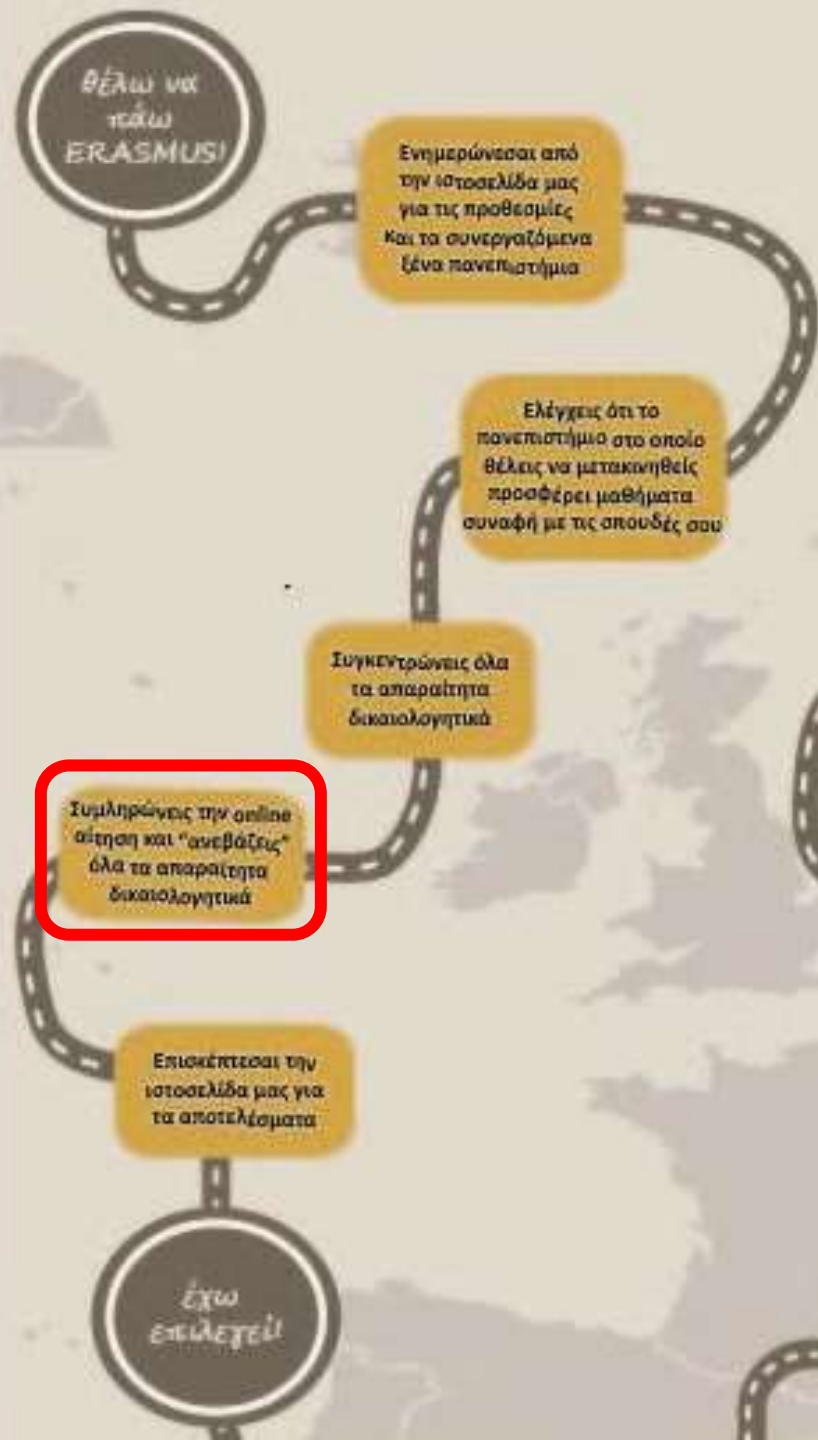 θέλω να
πάω
ERASMUS!
Ενημερώνεσαι από
την ιστοσελίδα μας
για τις προθεσμίες
και τα συνεργαζόμενα
ξένα πανεπιστήμια
Ελέγχεις ότι το
πανεπιστήμιο στο οποίο
θέλεις να μετακινηθείς
προσφέρει μαθήματα
συναφή με τις σπουδές σου
Συγκεντρώνεις όλα
τα απαραίτητα
δικαιολογητικά
Συμληρώνεις την online
αίτηση και "ανεβάζεις"
όλα τα απαραίτητα
δικαιολογητικά
Επισκέπτεσαι την
ιστοσελίδα μας για
τα αποτελέσματα
έχω
επιλεγεί!